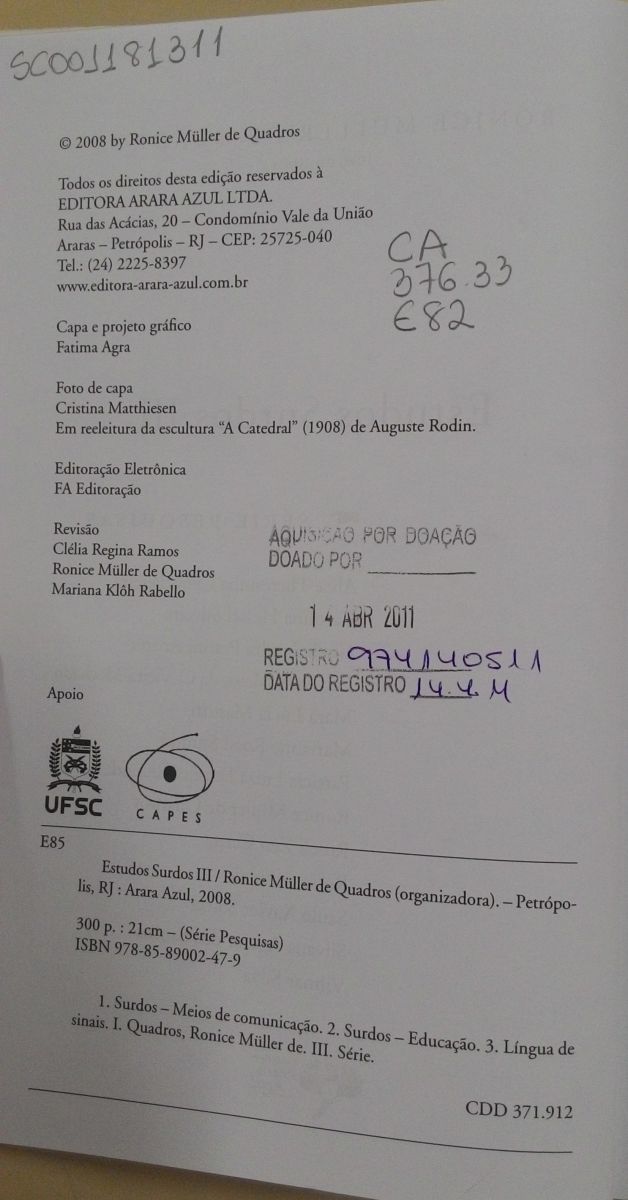 SC001181311
© 2008 by Ronice Müller de Quadros
Todos os direitos desta edição reservados à
EDITORA ARARA AZUL LTDA.
Rua das Acácias, 20 – Condomínio Vale da União
Araras – Petrópolis – RJ – CEP: 25725-040
Tel.: (24) 2225-8397
www.editora-arara-azul.com.br
CA
376.33
E82
Capa e projeto gráfico
Fatima Agra
Foto de capa
Cristina Matthiesen
Em reeleitura da escultura “A Catedral” (1908) de Auguste Rodin.
Editoração Eletrônica
FA Editoração
Revisão
Clélia Regina Ramos
Ronice Müller de Quadros
Mariana Klôh Rabello
AQUISICAO POR DOAÇÃO
DOADO POR
14 ABR 2011
REGISTRO 974140511
DATA DO REGISTRO 14.4.11
Apoio
UFSC
CAPES
E85
Estudos Surdos III / Ronice Müller de Quadros (organizadora). – Petrópo-
lis, RJ : Arara Azul, 2008.
300 p. : 21cm – (Série Pesquisas)
ISBN 978-85-89002-47-9
1. Surdos – Meios de comunicação. 2. Surdos – Educação. 3. Língua de
sinais. I. Quadros, Ronice Müller de. III. Série.
CDD 371.912